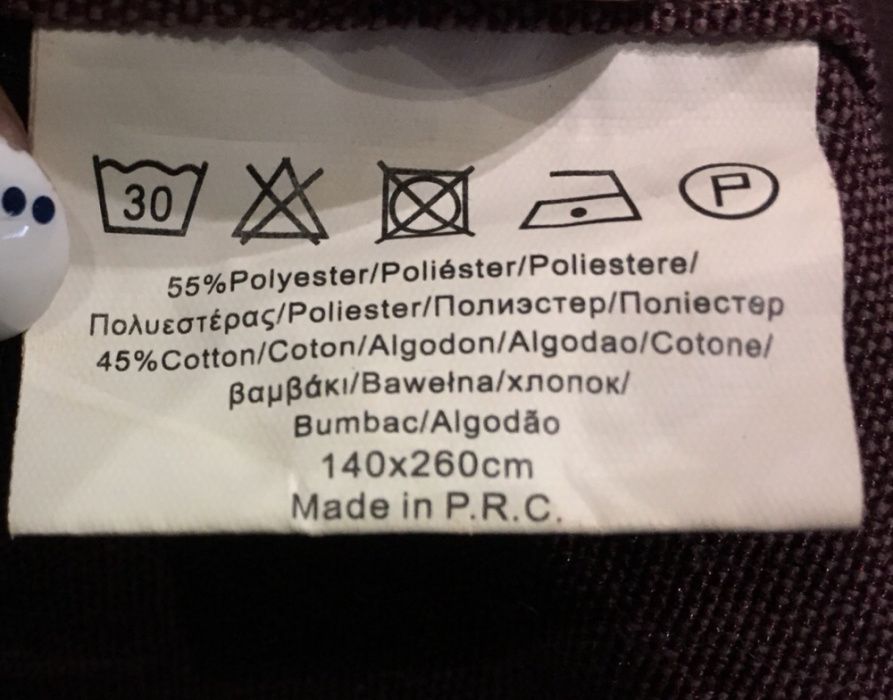 30 P
55%Polyester/Poliéster/Poliestere/
Πολυεστέρας/Poliester/Полиэстер/Поліестер
45%Cotton/Coton/Algodon/Algodao/Cotone/
βαμβάκι/Bawełna/хлопок/
Bumbac/Algodão
140x260cm
Made in P.R.C.